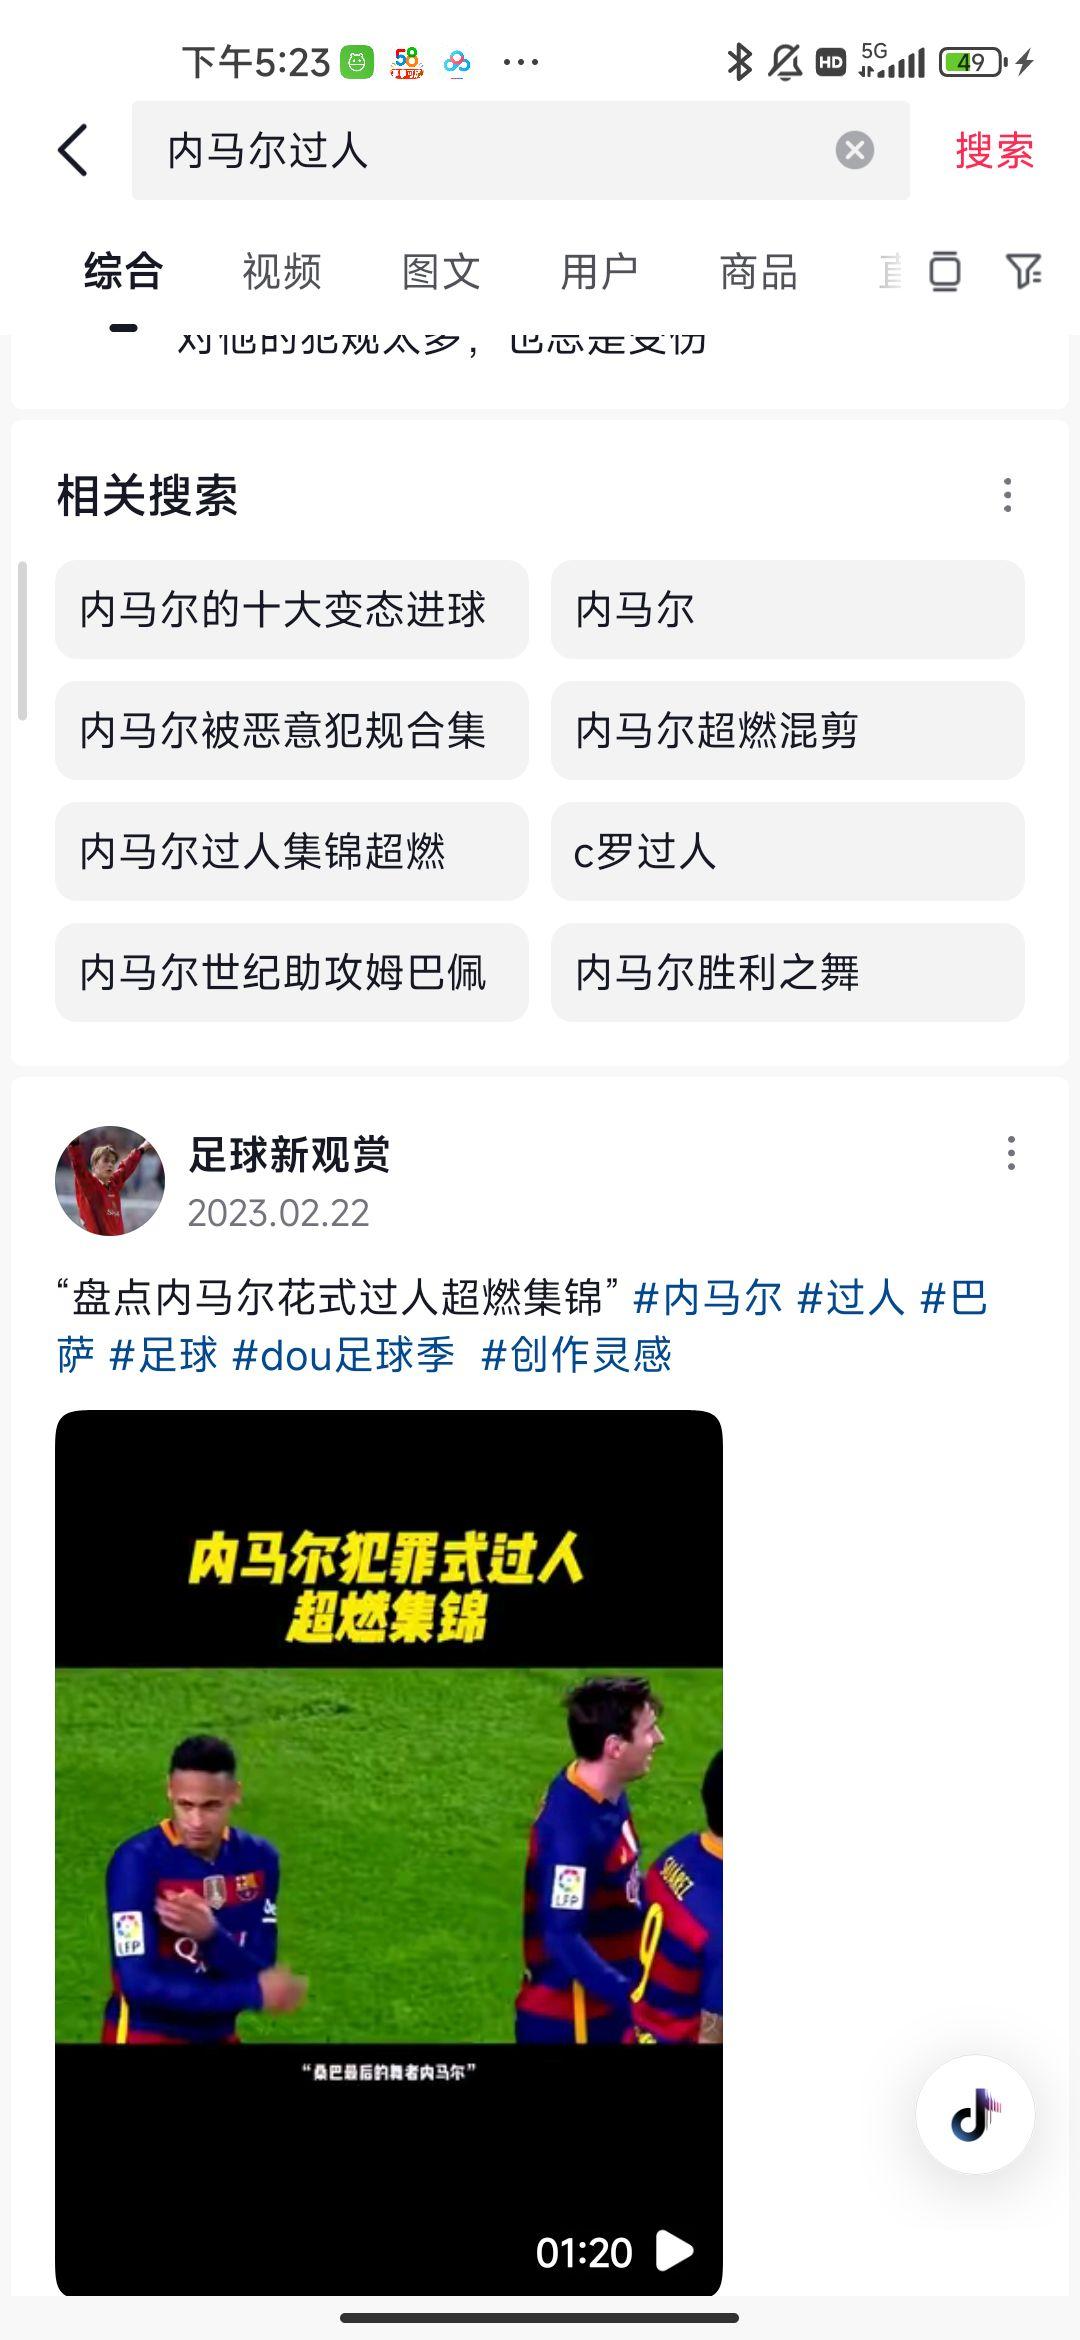 下午5:23
58
HD
5G
49
内马尔过人
搜索
综合
视频
图文
用户
商品
对他的犯规太多，也总是受伤
相关搜索
内马尔的十大变态进球
内马尔
内马尔被恶意犯规合集
内马尔超燃混剪
内马尔过人集锦超燃
c罗过人
内马尔世纪助攻姆巴佩
内马尔胜利之舞
足球新观赏
2023.02.22
“盘点内马尔花式过人超燃集锦” #内马尔 #过人 #巴
萨 #足球 #dou足球季 #创作灵感
内马尔犯罪式过人
超燃集锦
LFP
LFP
SUÁREZ
9
“桑巴最后的舞者内马尔”
01:20